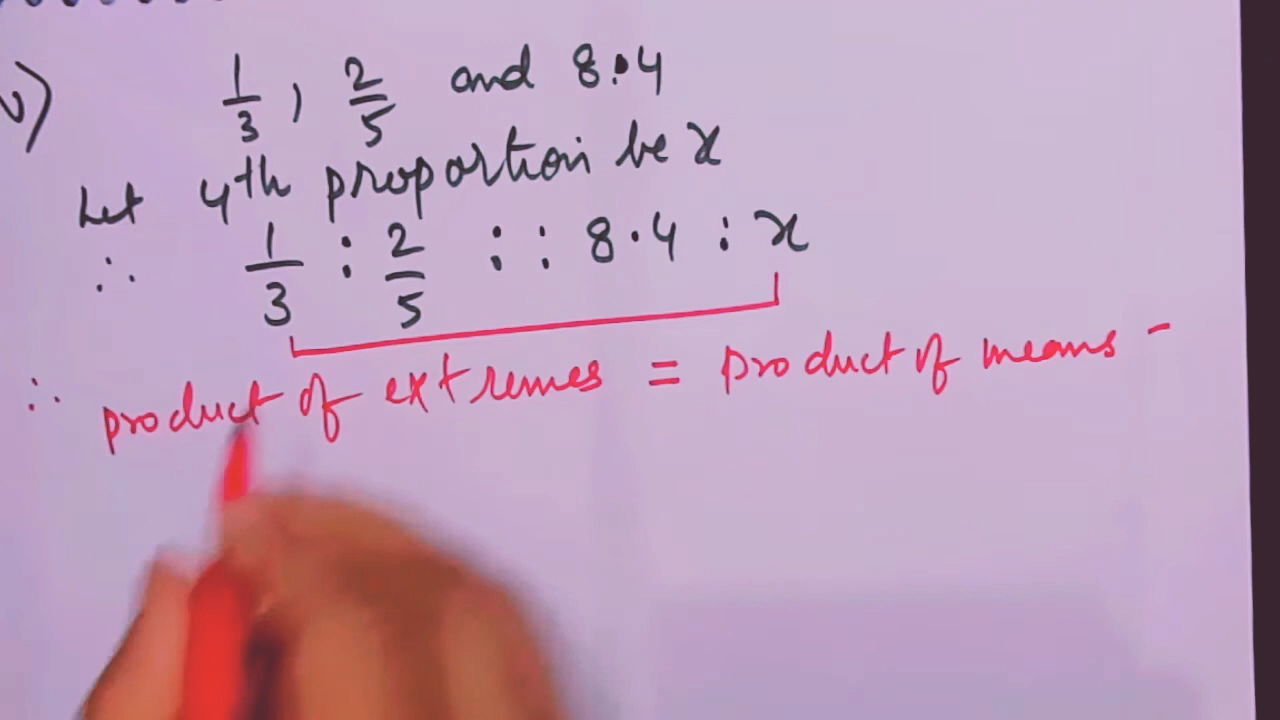 v) 1/3, 2/5 and 8.4
Let 4th proportion be x
∴ 1/3 : 2/5 :: 8.4 : x
∴ product of extremes = product of means -